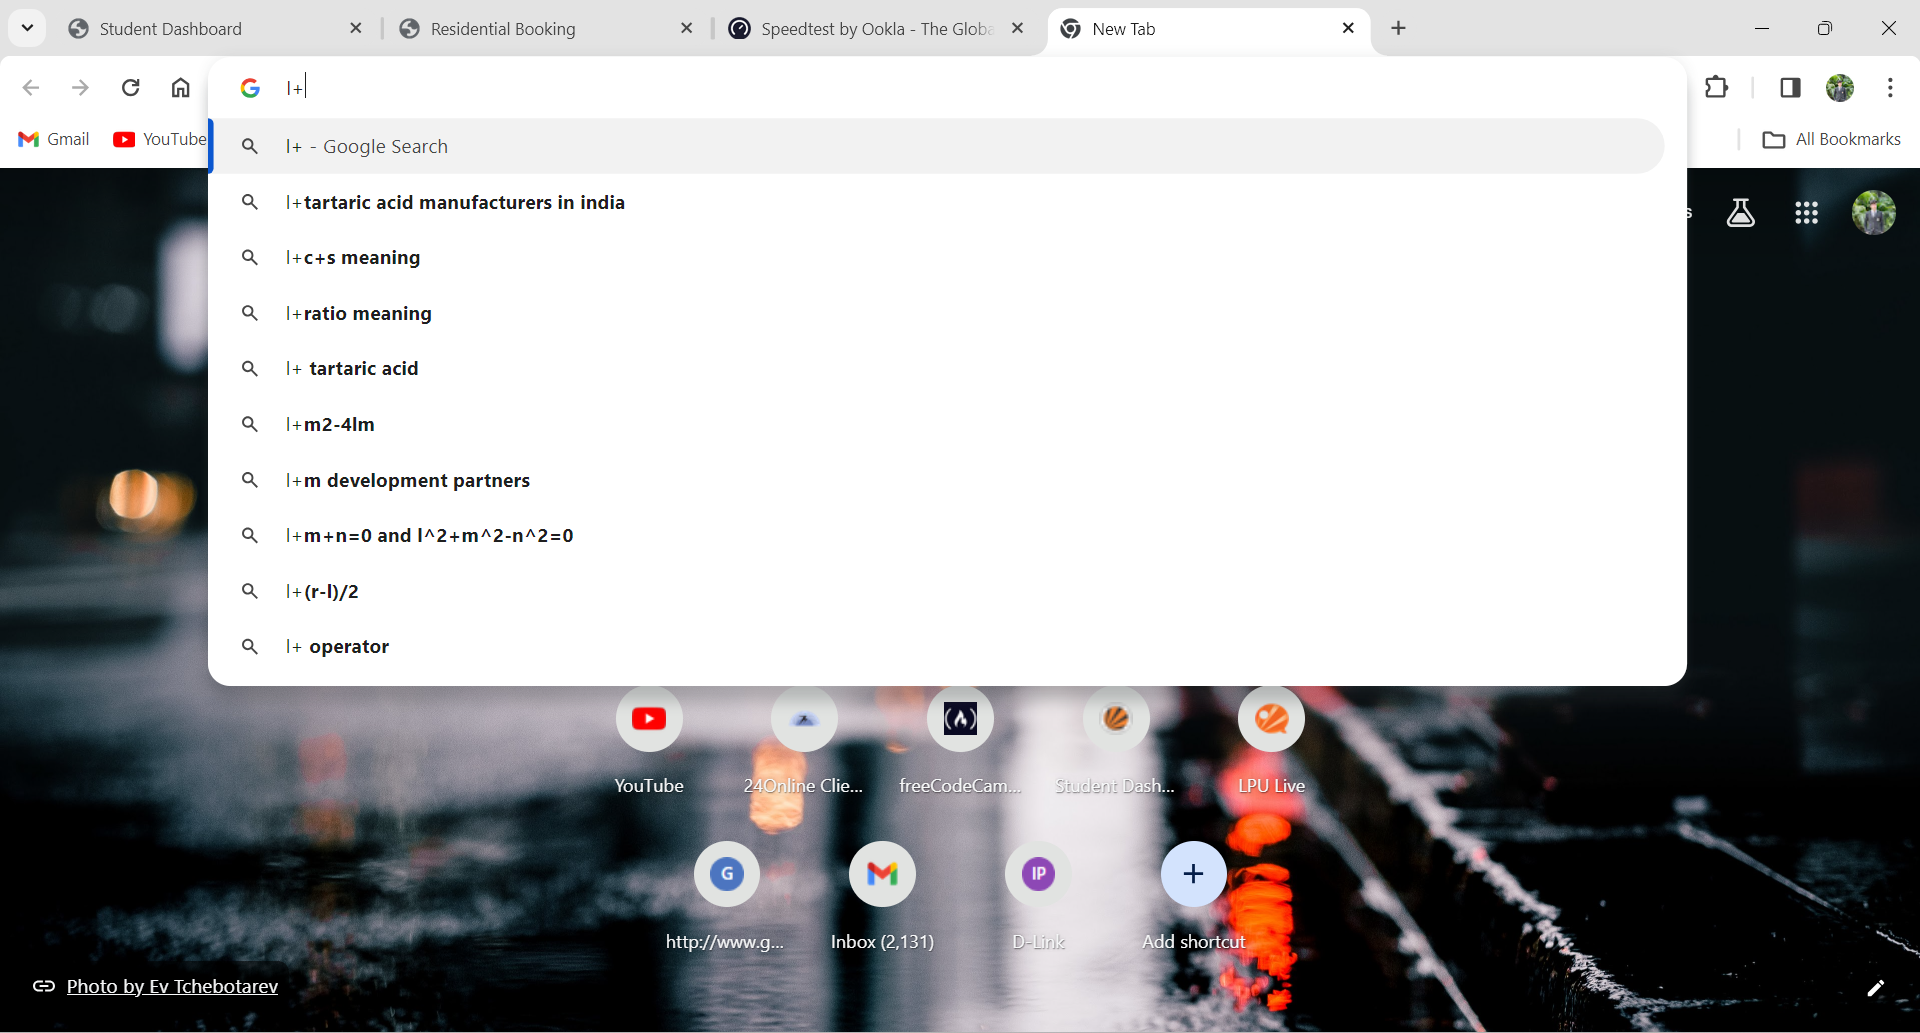 Student Dashboard
Residential Booking
Speedtest by Ookla - The Globa
New Tab
l+
Gmail
YouTube
All Bookmarks
l+ - Google Search
l+tartaric acid manufacturers in india
l+c+s meaning
l+ratio meaning
l+ tartaric acid
l+m2-4lm
l+m development partners
l+m+n=0 and l^2+m^2-n^2=0
l+(r-l)/2
l+ operator
s
YouTube
24Online Clie...
freeCodeCam...
Student Dash...
LPU Live
G
IP
http://www.g...
Inbox (2,131)
D-Link
Add shortcut
Photo by Ev Tchebotarev